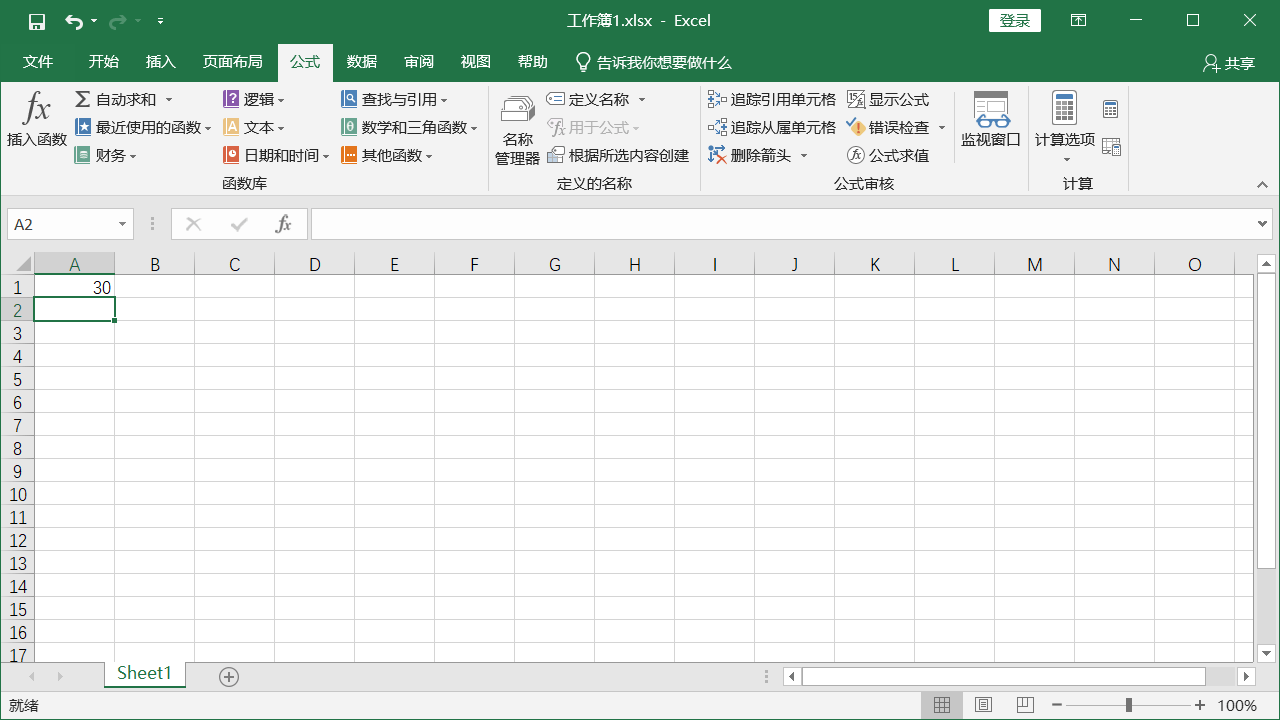 工作簿1.xlsx - Excel
登录
文件 开始 插入 页面布局 公式 数据 审阅 视图 帮助 告诉我你想要做什么 共享
fx 插入函数
自动求和
最近使用的函数
财务
逻辑
文本
日期和时间
查找与引用
数学和三角函数
其他函数
函数库
名称
管理器
定义名称
用于公式
根据所选内容创建
定义的名称
追踪引用单元格
追踪从属单元格
删除箭头
显示公式
错误检查
公式求值
公式审核
监视窗口
计算选项
计算
A2 fx
A B C D E F G H I J K L M N O
1 30
2
3
4
5
6
7
8
9
10
11
12
13
14
15
16
17
Sheet1
就绪 100%